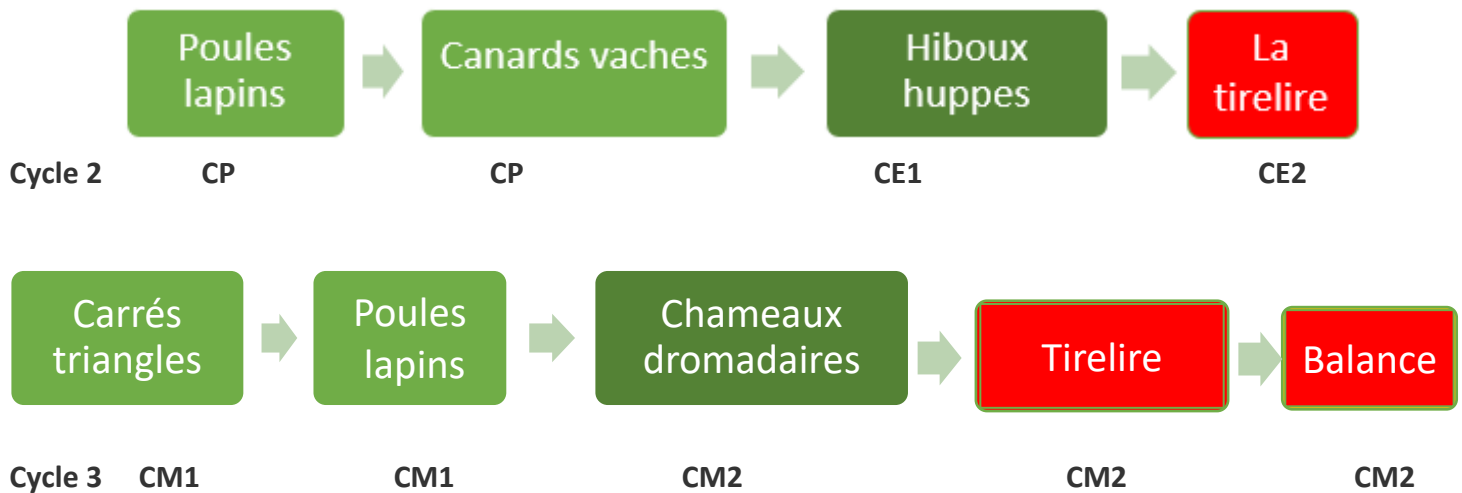 Poules
lapins
Canards vaches
Hiboux
huppes
La
tirelire
Cycle 2 CP CP CE1 CE2
Carrés
triangles
Poules
lapins
Chameaux
dromadaires
Tirelire
Balance
Cycle 3 CM1 CM1 CM2 CM2 CM2